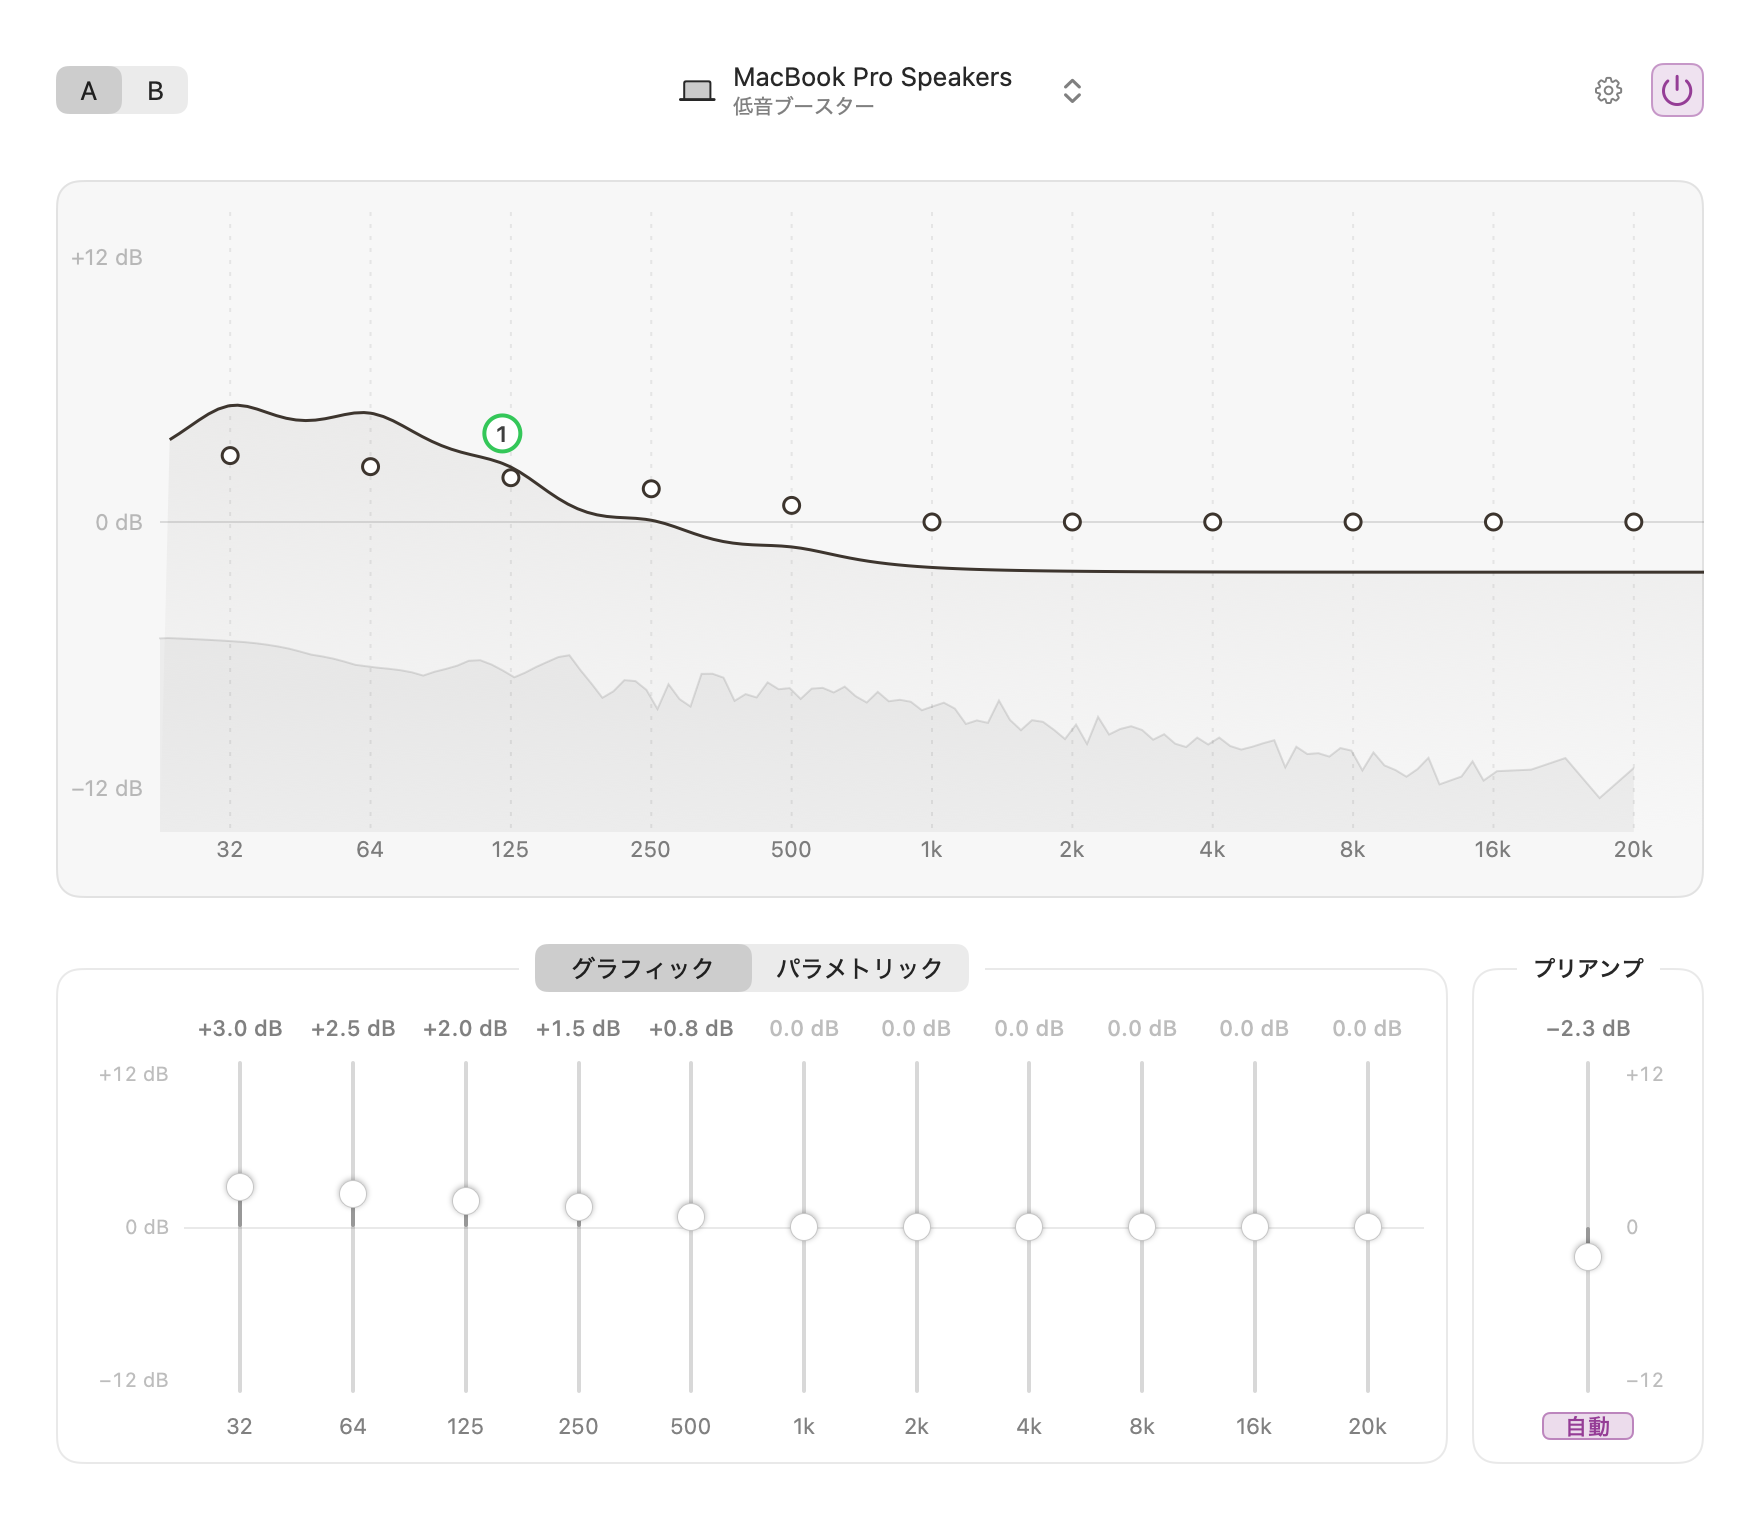 A B
MacBook Pro Speakers
低音ブースター
+12 dB
1
0 dB
−12 dB
32 64 125 250 500 1k 2k 4k 8k 16k 20k
グラフィック パラメトリック
プリアンプ
+3.0 dB +2.5 dB +2.0 dB +1.5 dB +0.8 dB 0.0 dB 0.0 dB 0.0 dB 0.0 dB 0.0 dB 0.0 dB
−2.3 dB
+12 dB
+12
0 dB
0
−12 dB
−12
32 64 125 250 500 1k 2k 4k 8k 16k 20k
自動